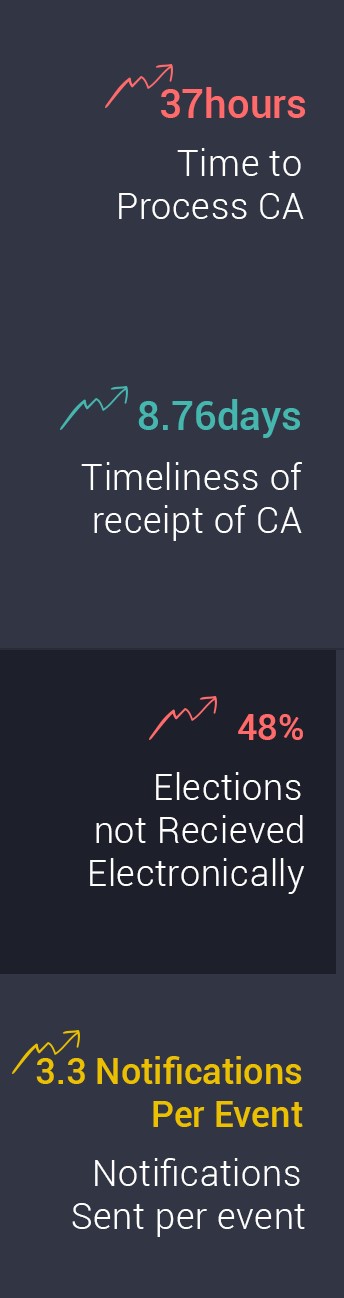 37hours
Time to
Process CA
8.76days
Timeliness of
receipt of CA
48%
Elections
not Recieved
Electronically
3.3 Notifications
Per Event
Notifications
Sent per event